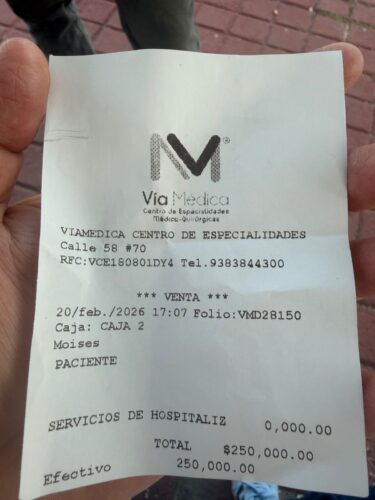 Vía Médica
Centro de Especialidades
Médico-Quirúrgicas
VIAMEDICA CENTRO DE ESPECIALIDADES
Calle 58 #70
RFC:VCE180801DY4 Tel.9383844300
*** VENTA ***
20/feb./2026 17:07 Folio:VMD28150
Caja: CAJA 2
Moises
PACIENTE
SERVICIOS DE HOSPITALIZ 0,000.00
TOTAL $250,000.00
Efectivo 250,000.00